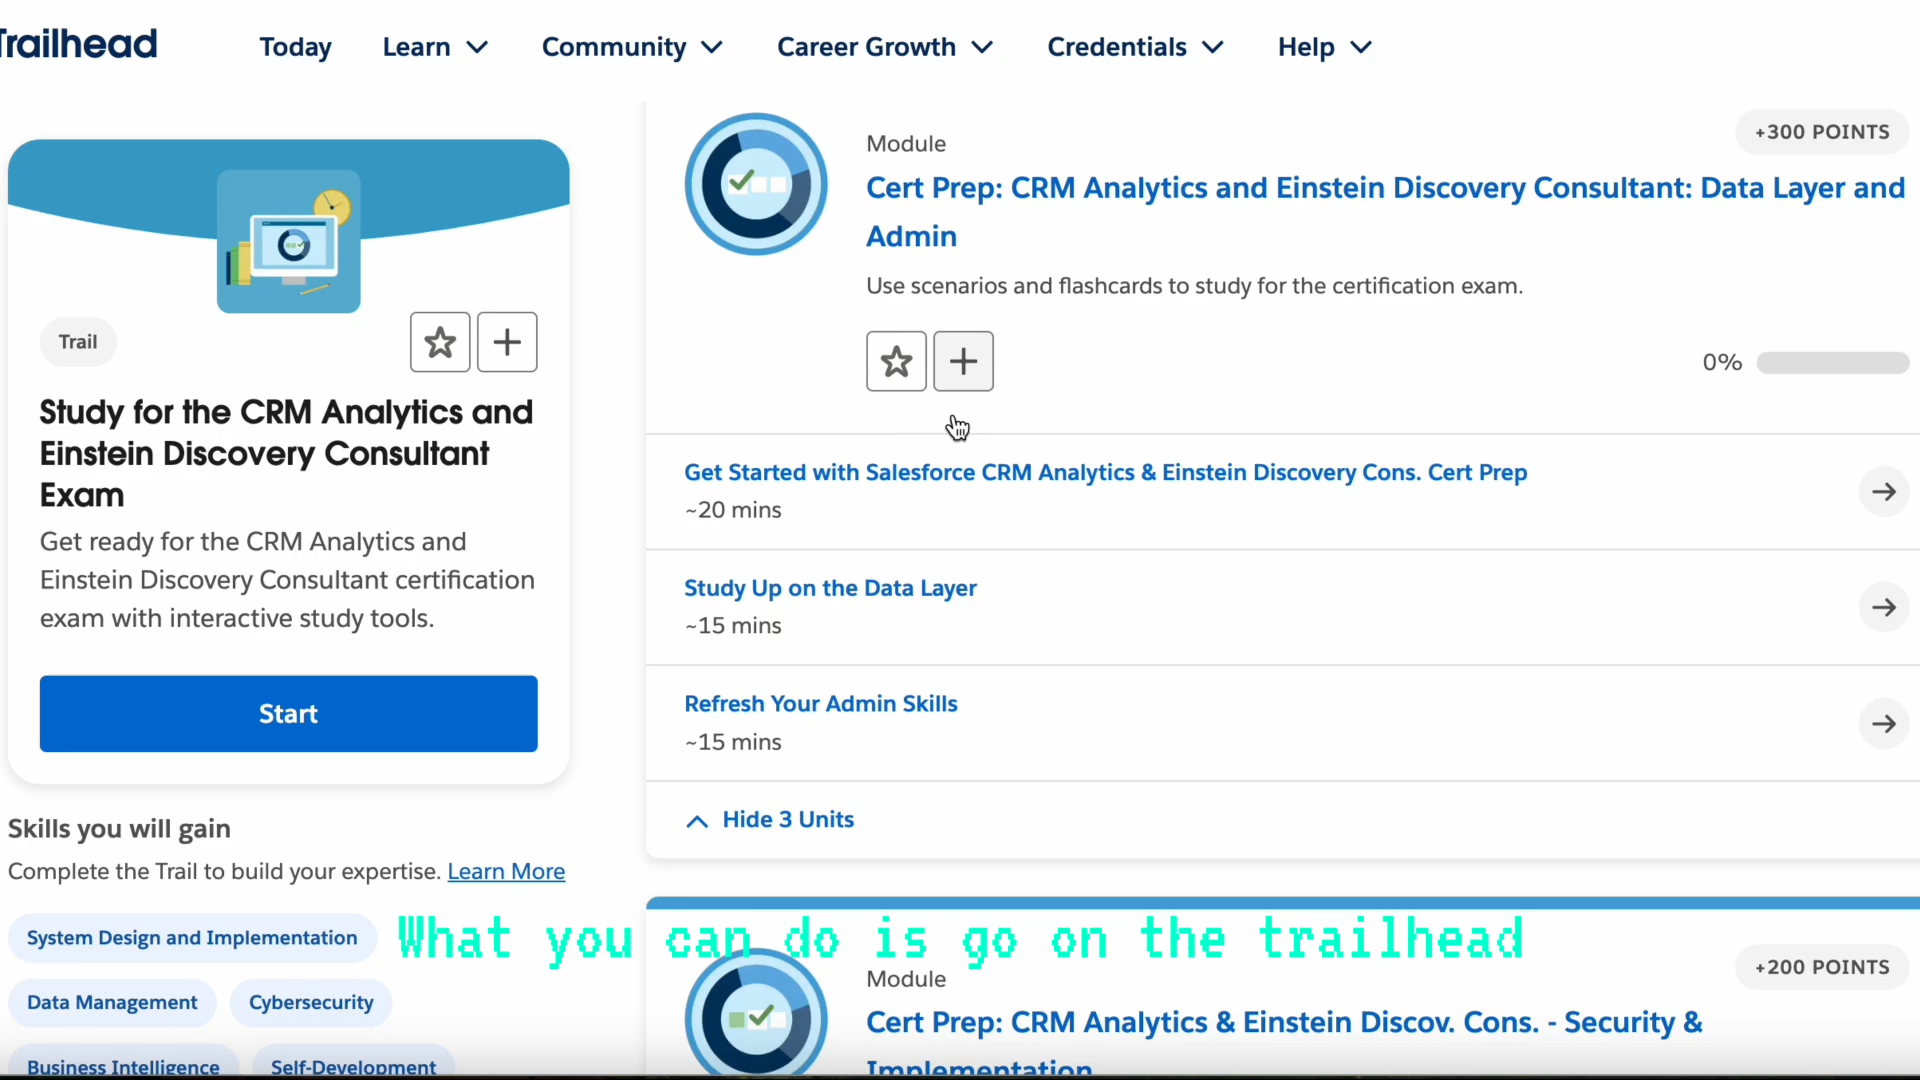 Trailhead
Today
Learn
Community
Career Growth
Credentials
Help
Trail
Study for the CRM Analytics and
Einstein Discovery Consultant
Exam
Get ready for the CRM Analytics and
Einstein Discovery Consultant certification
exam with interactive study tools.
Start
Skills you will gain
Complete the Trail to build your expertise. Learn More
System Design and Implementation
Data Management
Cybersecurity
Business Intelligence
Self-Development
Module
+300 POINTS
Cert Prep: CRM Analytics and Einstein Discovery Consultant: Data Layer and
Admin
Use scenarios and flashcards to study for the certification exam.
0%
Get Started with Salesforce CRM Analytics & Einstein Discovery Cons. Cert Prep
~20 mins
Study Up on the Data Layer
~15 mins
Refresh Your Admin Skills
~15 mins
Hide 3 Units
What you can do is go on the trailhead
Module
+200 POINTS
Cert Prep: CRM Analytics & Einstein Discov. Cons. - Security &
Implementation